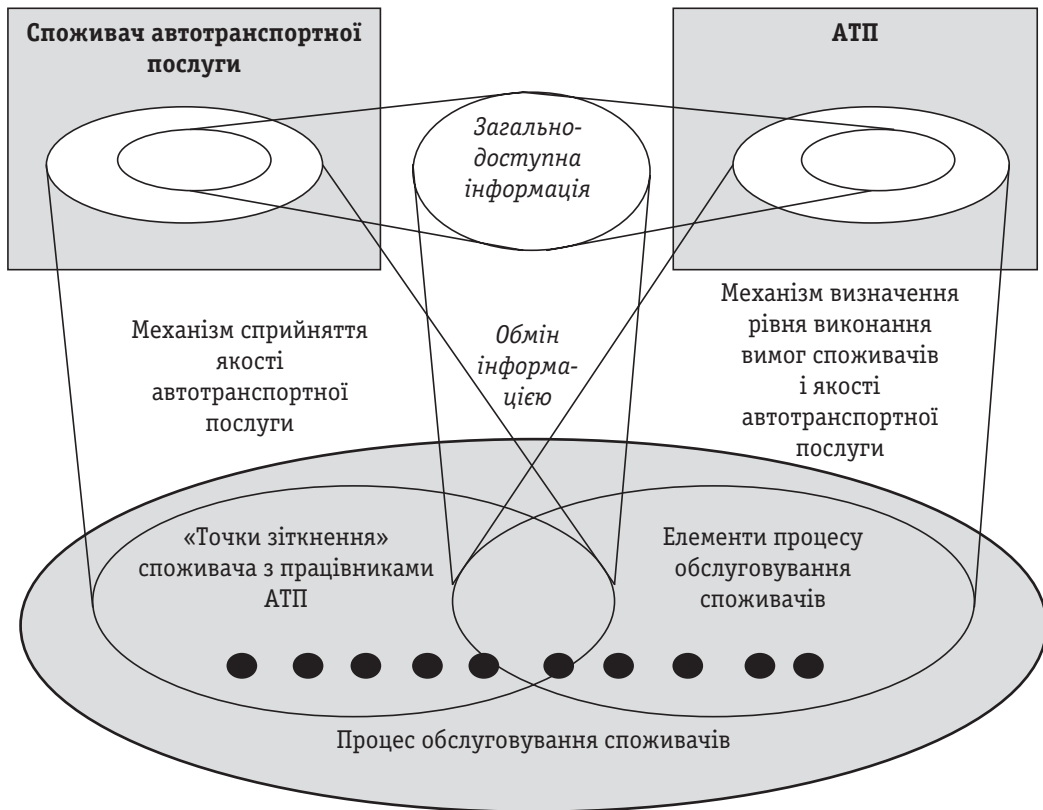 Споживач автотранспортної
послуги
АТП
Загально-
доступна
інформація
Механізм сприйняття
якості
автотранспортної
послуги
Обмін
інформа-
цією
Механізм визначення
рівня виконання
вимог споживачів
і якості
автотранспортної
послуги
«Точки зіткнення»
споживача з працівниками
АТП
Елементи процесу
обслуговування
споживачів
Процес обслуговування споживачів